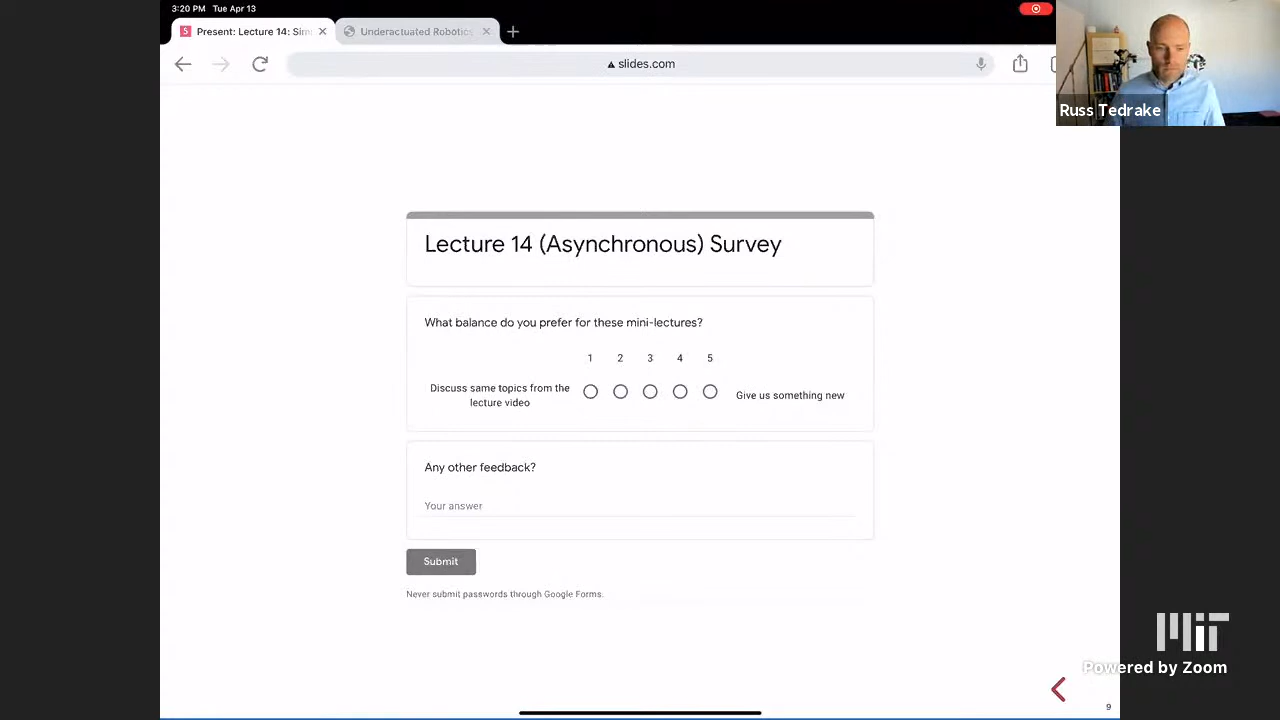 3:20 PM Tue Apr 13
Present: Lecture 14: Sim
Underactuated Robotics
slides.com
Russ Tedrake
Lecture 14 (Asynchronous) Survey
What balance do you prefer for these mini-lectures?
1 2 3 4 5
Discuss same topics from the
lecture video
Give us something new
Any other feedback?
Your answer
Submit
Never submit passwords through Google Forms.
MIT
Powered by Zoom
9